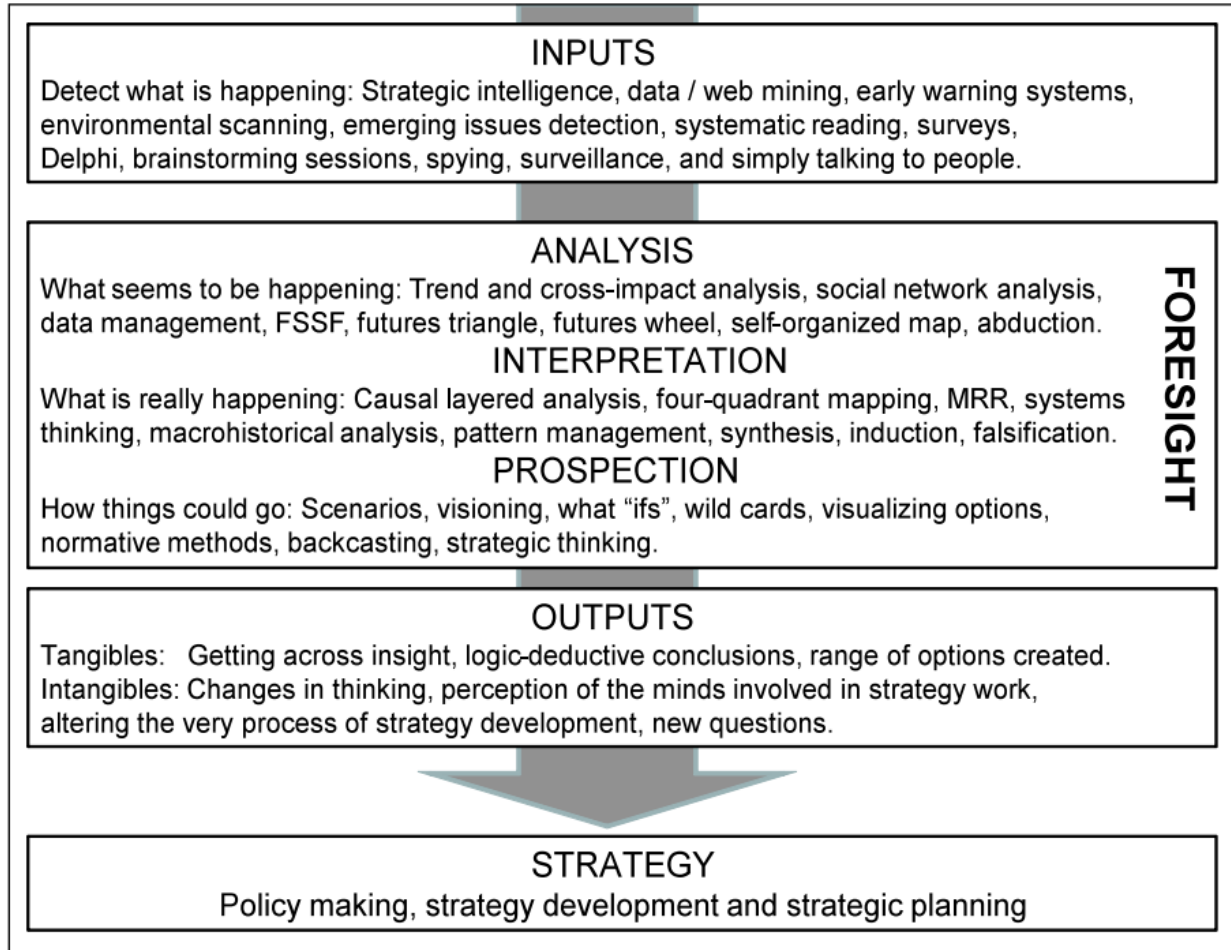 INPUTS
Detect what is happening: Strategic intelligence, data / web mining, early warning systems,
environmental scanning, emerging issues detection, systematic reading, surveys,
Delphi, brainstorming sessions, spying, surveillance, and simply talking to people.
ANALYSIS
What seems to be happening: Trend and cross-impact analysis, social network analysis,
data management, FSSF, futures triangle, futures wheel, self-organized map, abduction.
INTERPRETATION
What is really happening: Causal layered analysis, four-quadrant mapping, MRR, systems
thinking, macrohistorical analysis, pattern management, synthesis, induction, falsification.
PROSPECTION
How things could go: Scenarios, visioning, what “ifs”, wild cards, visualizing options,
normative methods, backcasting, strategic thinking.
FORESIGHT
OUTPUTS
Tangibles: Getting across insight, logic-deductive conclusions, range of options created.
Intangibles: Changes in thinking, perception of the minds involved in strategy work,
altering the very process of strategy development, new questions.
STRATEGY
Policy making, strategy development and strategic planning